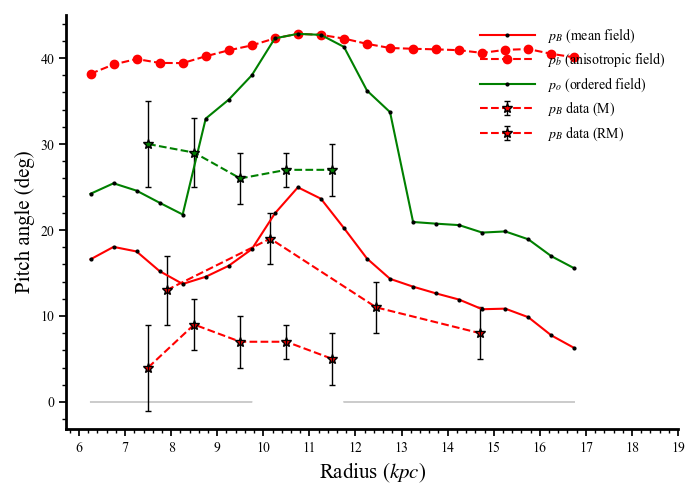 p_B (mean field)
p_b (anisotropic field)
p_o (ordered field)
p_B data (M)
p_B data (RM)
40
30
20
10
0
Pitch angle (deg)
6 7 8 9 10 11 12 13 14 15 16 17 18 19
Radius (kpc)